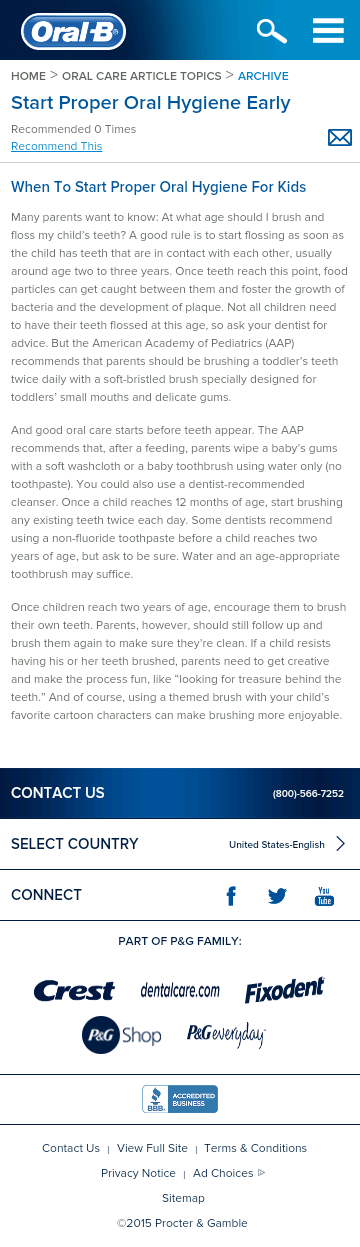 Oral-B
HOME > ORAL CARE ARTICLE TOPICS > ARCHIVE
Start Proper Oral Hygiene Early
Recommended 0 Times
Recommend This
When To Start Proper Oral Hygiene For Kids
Many parents want to know: At what age should I brush and
floss my child's teeth? A good rule is to start flossing as soon as
the child has teeth that are in contact with each other, usually
around age two to three years. Once teeth reach this point, food
particles can get caught between them and foster the growth of
bacteria and the development of plaque. Not all children need
to have their teeth flossed at this age, so ask your dentist for
advice. But the American Academy of Pediatrics (AAP)
recommends that parents should be brushing a toddler's teeth
twice daily with a soft-bristled brush specially designed for
toddlers' small mouths and delicate gums.
And good oral care starts before teeth appear. The AAP
recommends that, after a feeding, parents wipe a baby's gums
with a soft washcloth or a baby toothbrush using water only (no
toothpaste). You could also use a dentist-recommended
cleanser. Once a child reaches 12 months of age, start brushing
any existing teeth twice each day. Some dentists recommend
using a non-fluoride toothpaste before a child reaches two
years of age, but ask to be sure. Water and an age-appropriate
toothbrush may suffice.
Once children reach two years of age, encourage them to brush
their own teeth. Parents, however, should still follow up and
brush them again to make sure they're clean. If a child resists
having his or her teeth brushed, parents need to get creative
and make the process fun, like “looking for treasure behind the
teeth.” And of course, using a themed brush with your child's
favorite cartoon characters can make brushing more enjoyable.
CONTACT US (800)-566-7252
SELECT COUNTRY United States-English
CONNECT You Tube
PART OF P&G FAMILY:
Crest dentalcare.com Fixodent
P&G Shop P&G everyday
BBB ACCREDITED BUSINESS
Contact Us | View Full Site | Terms & Conditions
Privacy Notice | Ad Choices
Sitemap
©2015 Procter & Gamble